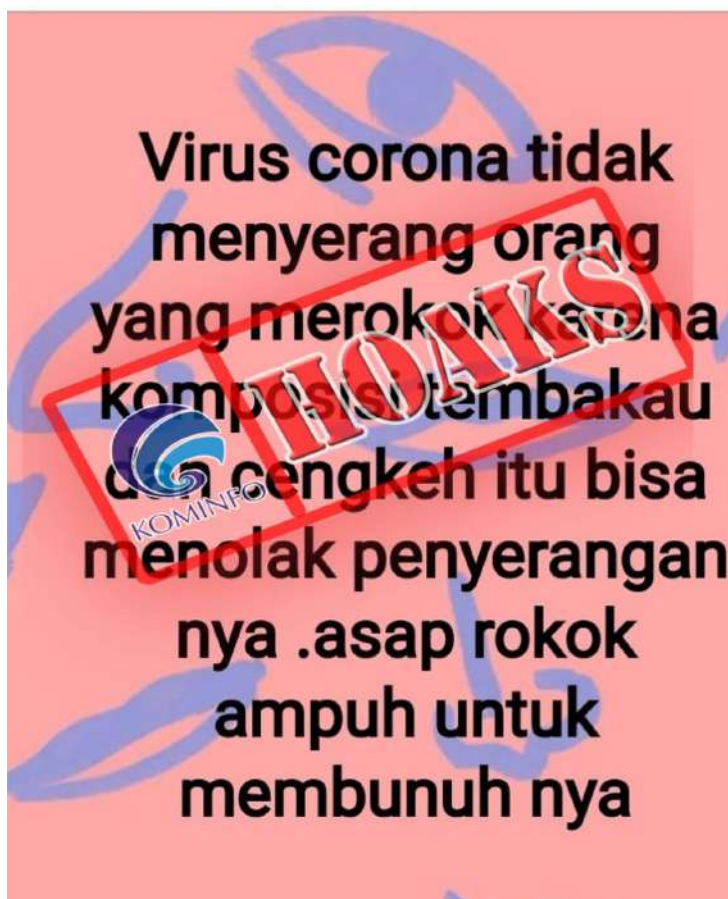 Virus corona tidak
menyerang orang
yang merokok karena
HOAKS
komposisi tembakau
dan cengkeh itu bisa
KOMINFO
menolak penyerangan
nya .asap rokok
ampuh untuk
membunuh nya